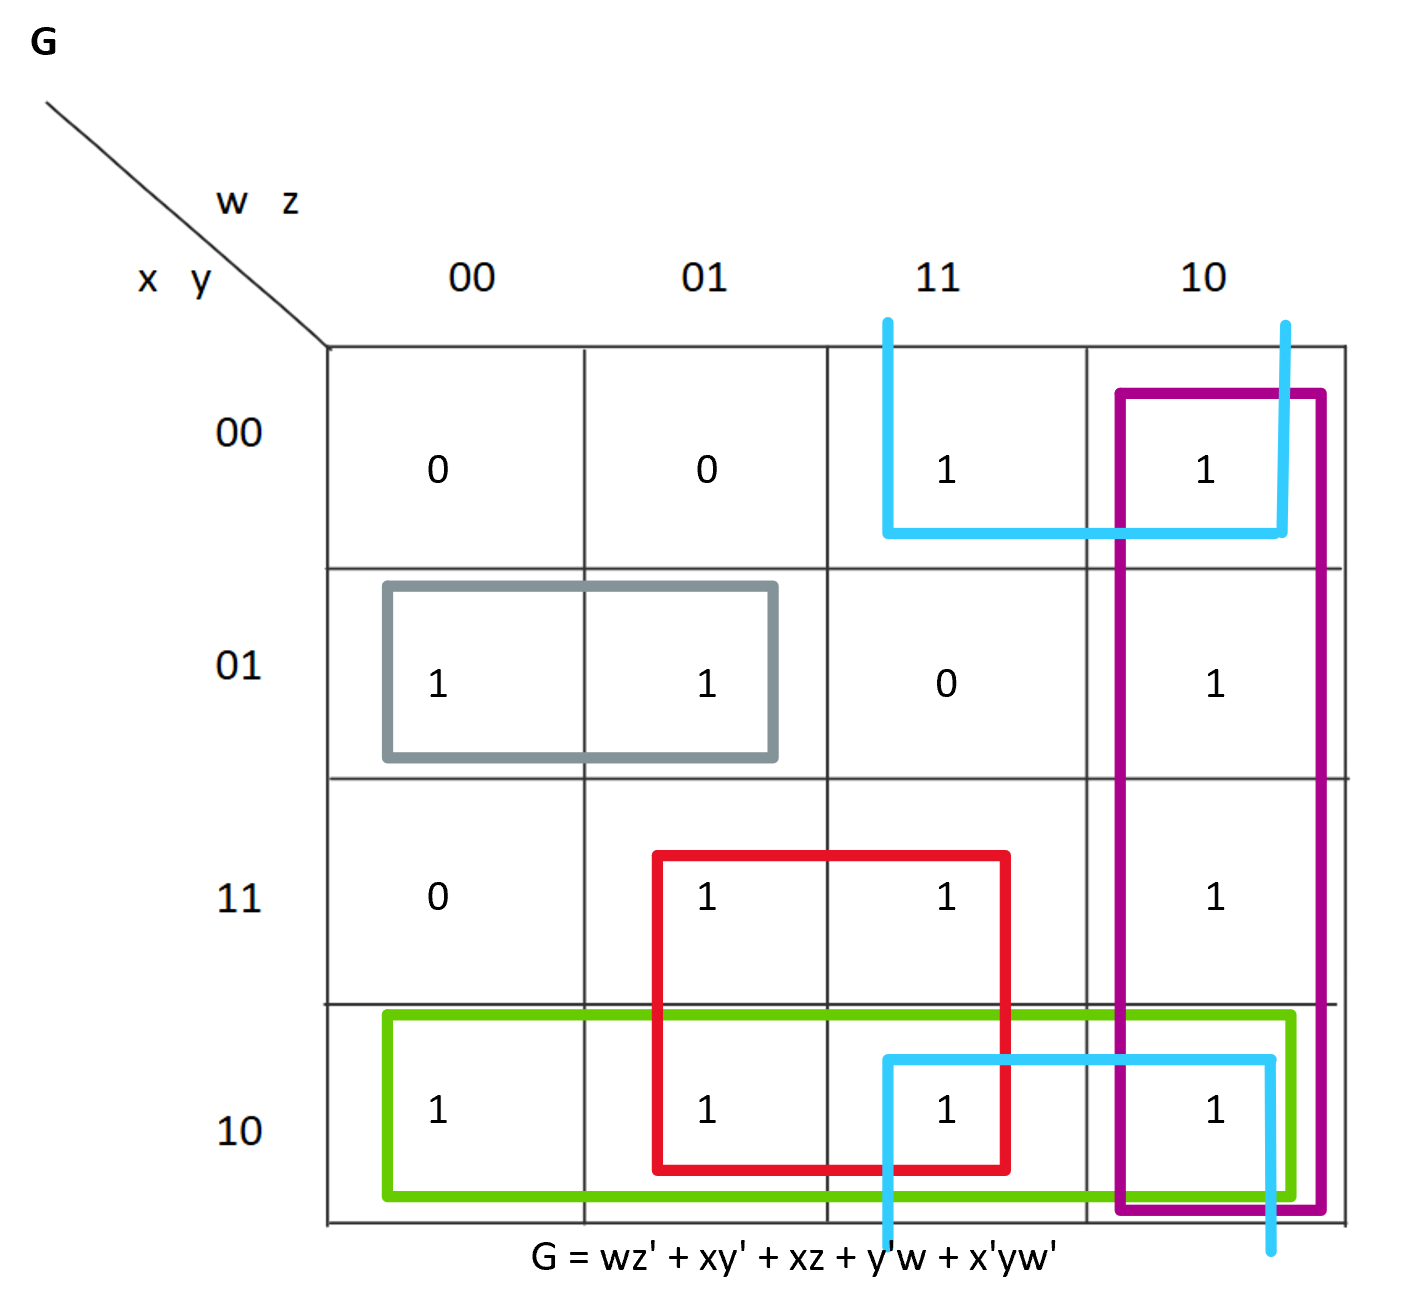 G
w z
x y
00 01 11 10
00
0 0 1 1
01
1 1 0 1
11
0 1 1 1
10
1 1 1 1
G = wz' + xy' + xz + y'w + x'yw'